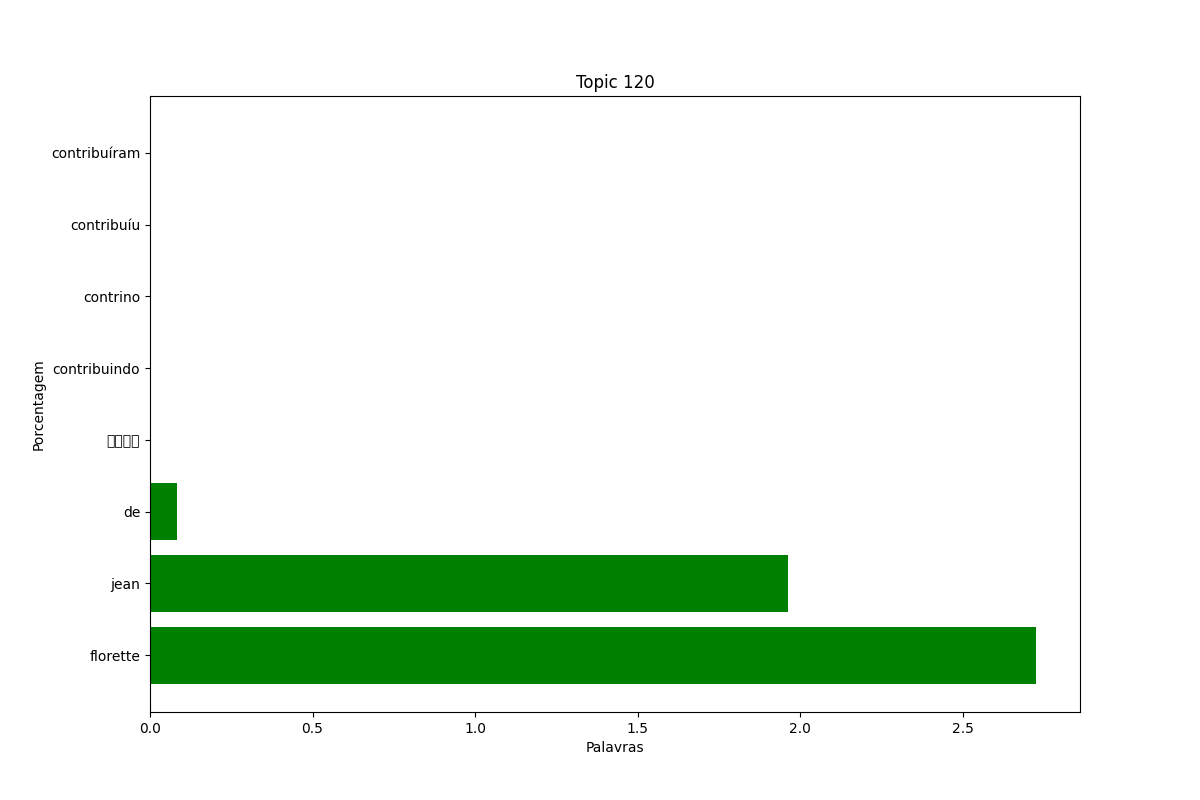 Topic 120
contribuíram
contribuíu
contrino
contribuindo
de
jean
florette
Porcentagem
0.0 0.5 1.0 1.5 2.0 2.5
Palavras